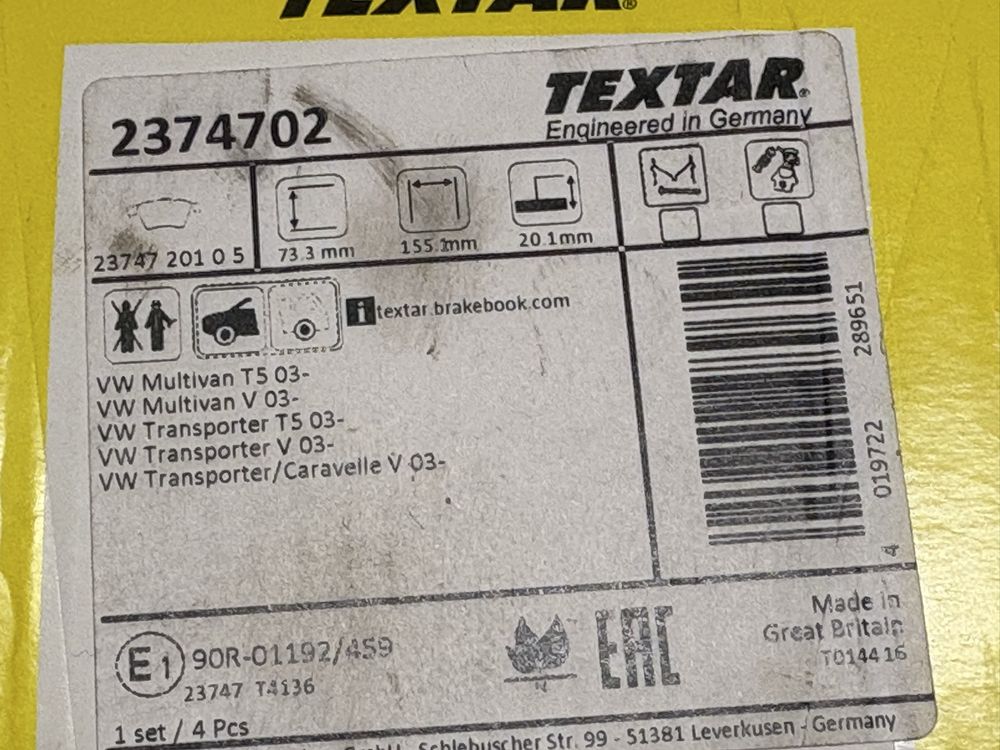 TEXTAR®
TEXTAR®
Engineered in Germany
2374702
23747 201 0 5
73.3 mm
155.1mm
20.1mm
i textar.brakebook.com
VW Multivan T5 03-
VW Multivan V 03-
VW Transporter T5 03-
VW Transporter V 03-
VW Transporter/Caravelle V 03-
4 019722 289651
E1 90R-01192/459
23747 T4136
EAC
Made in
Great Britain
T014416
1 set / 4 Pcs
Schlebuscher Str. 99 - 51381 Leverkusen - Germany